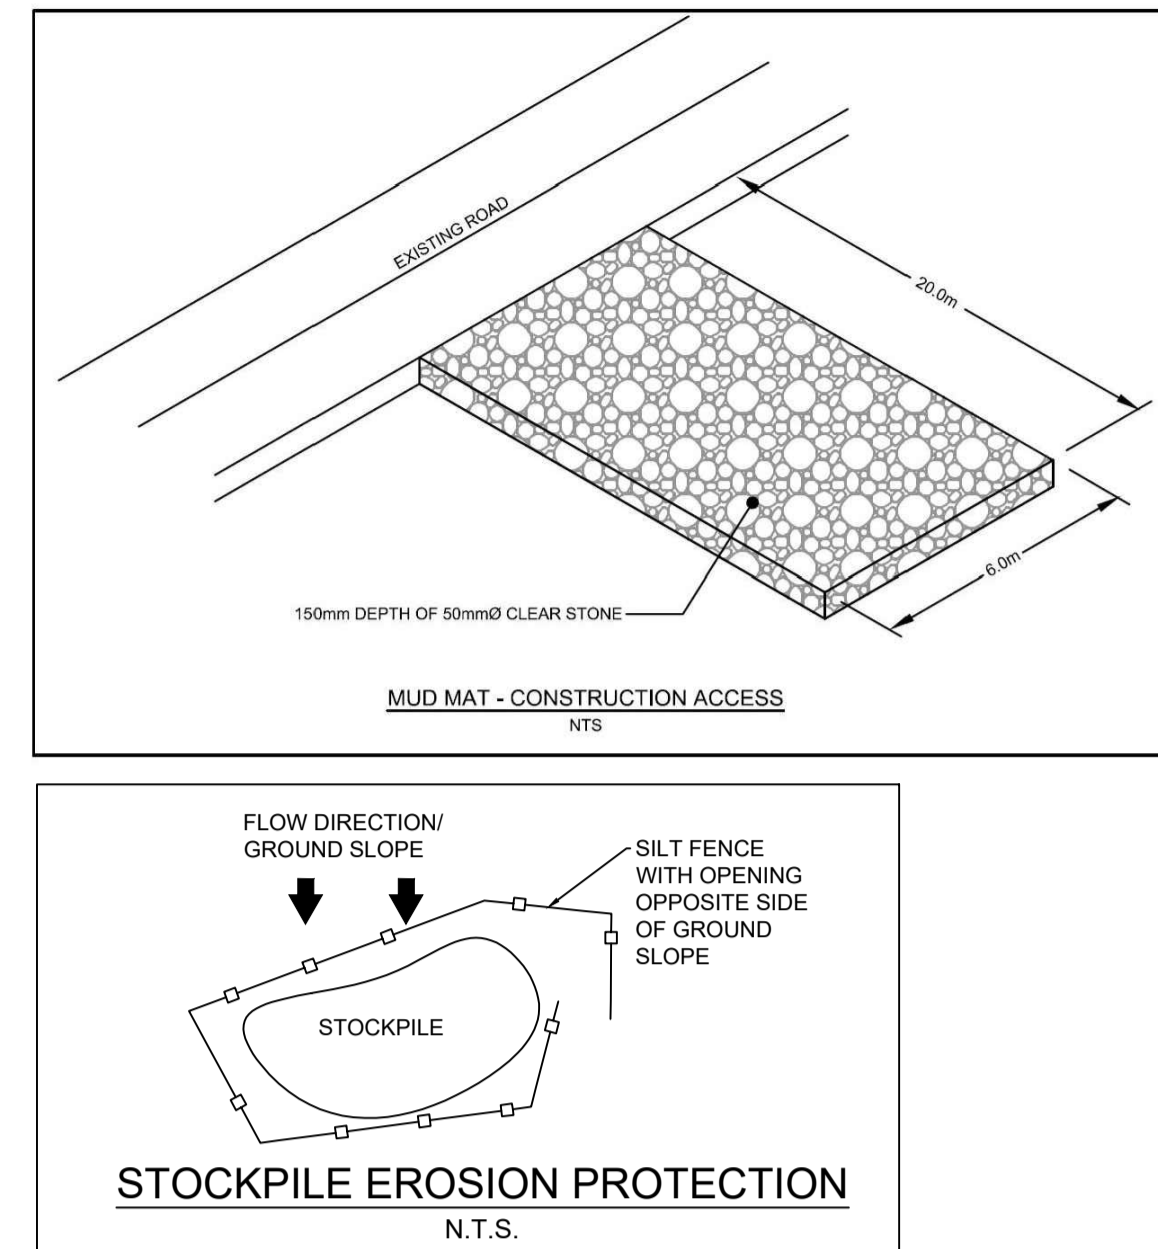 EXISTING ROAD
20.0m
6.0m
150mm DEPTH OF 50mmØ CLEAR STONE
MUD MAT - CONSTRUCTION ACCESS
NTS
FLOW DIRECTION/
GROUND SLOPE
SILT FENCE
WITH OPENING
OPPOSITE SIDE
OF GROUND
SLOPE
STOCKPILE
STOCKPILE EROSION PROTECTION
N.T.S.